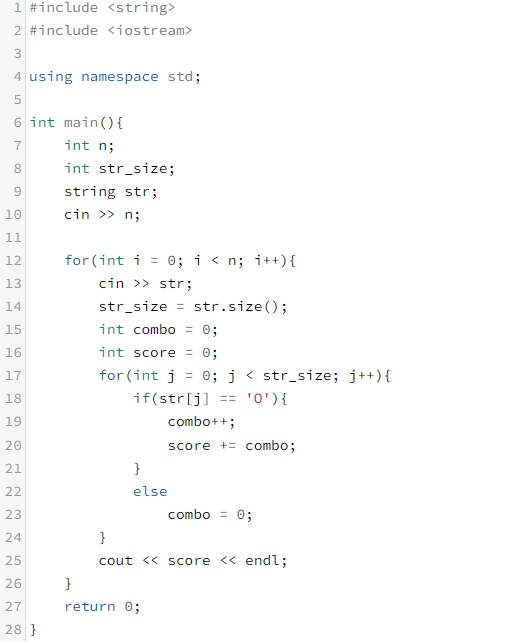 1 #include <string>
2 #include <iostream>
3
4 using namespace std;
5
6 int main(){
7     int n;
8     int str_size;
9     string str;
10     cin >> n;
11
12     for(int i = 0; i < n; i++){
13         cin >> str;
14         str_size = str.size();
15         int combo = 0;
16         int score = 0;
17         for(int j = 0; j < str_size; j++){
18             if(str[j] == 'O'){
19                 combo++;
20                 score += combo;
21             }
22             else
23                 combo = 0;
24         }
25         cout << score << endl;
26     }
27     return 0;
28 }